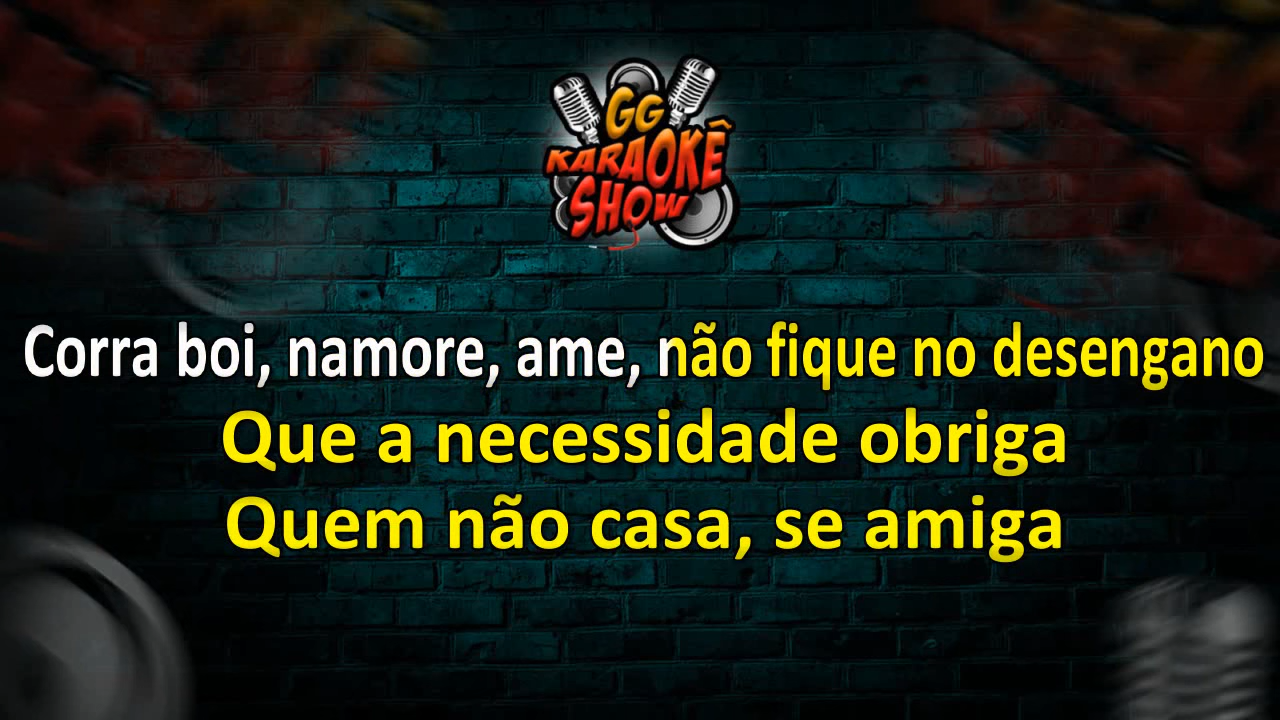 GG
KARAOKÊ
SHOW
Corra boi, namore, ame, não fique no desengano
Que a necessidade obriga
Quem não casa, se amiga